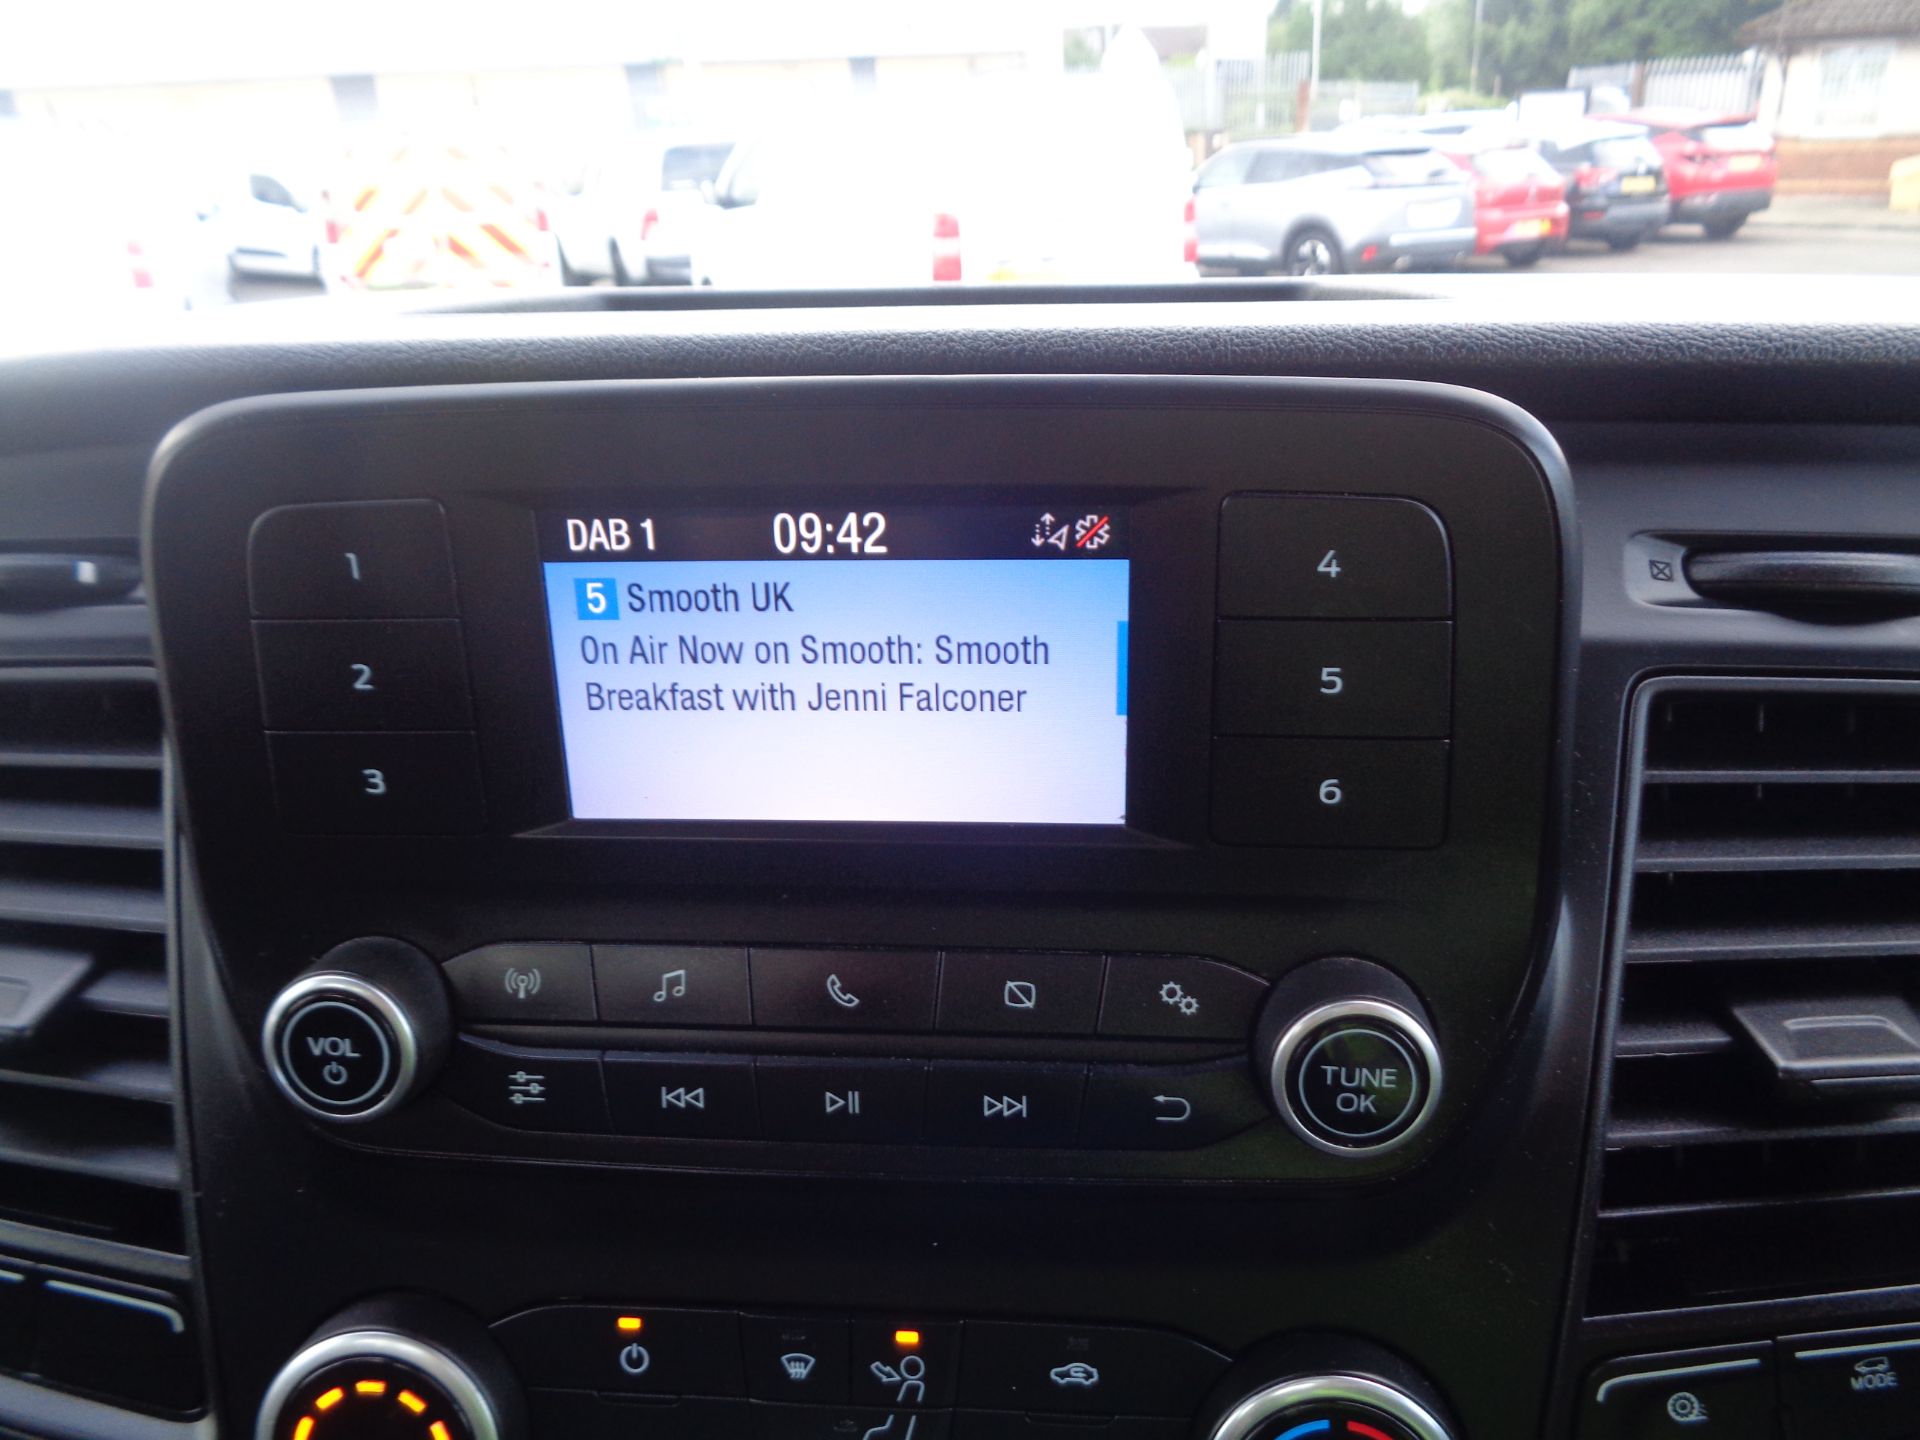 DAB 1 09:42
5 Smooth UK
On Air Now on Smooth: Smooth
Breakfast with Jenni Falconer
1
2
3
4
5
6
VOL
TUNE
OK
MODE